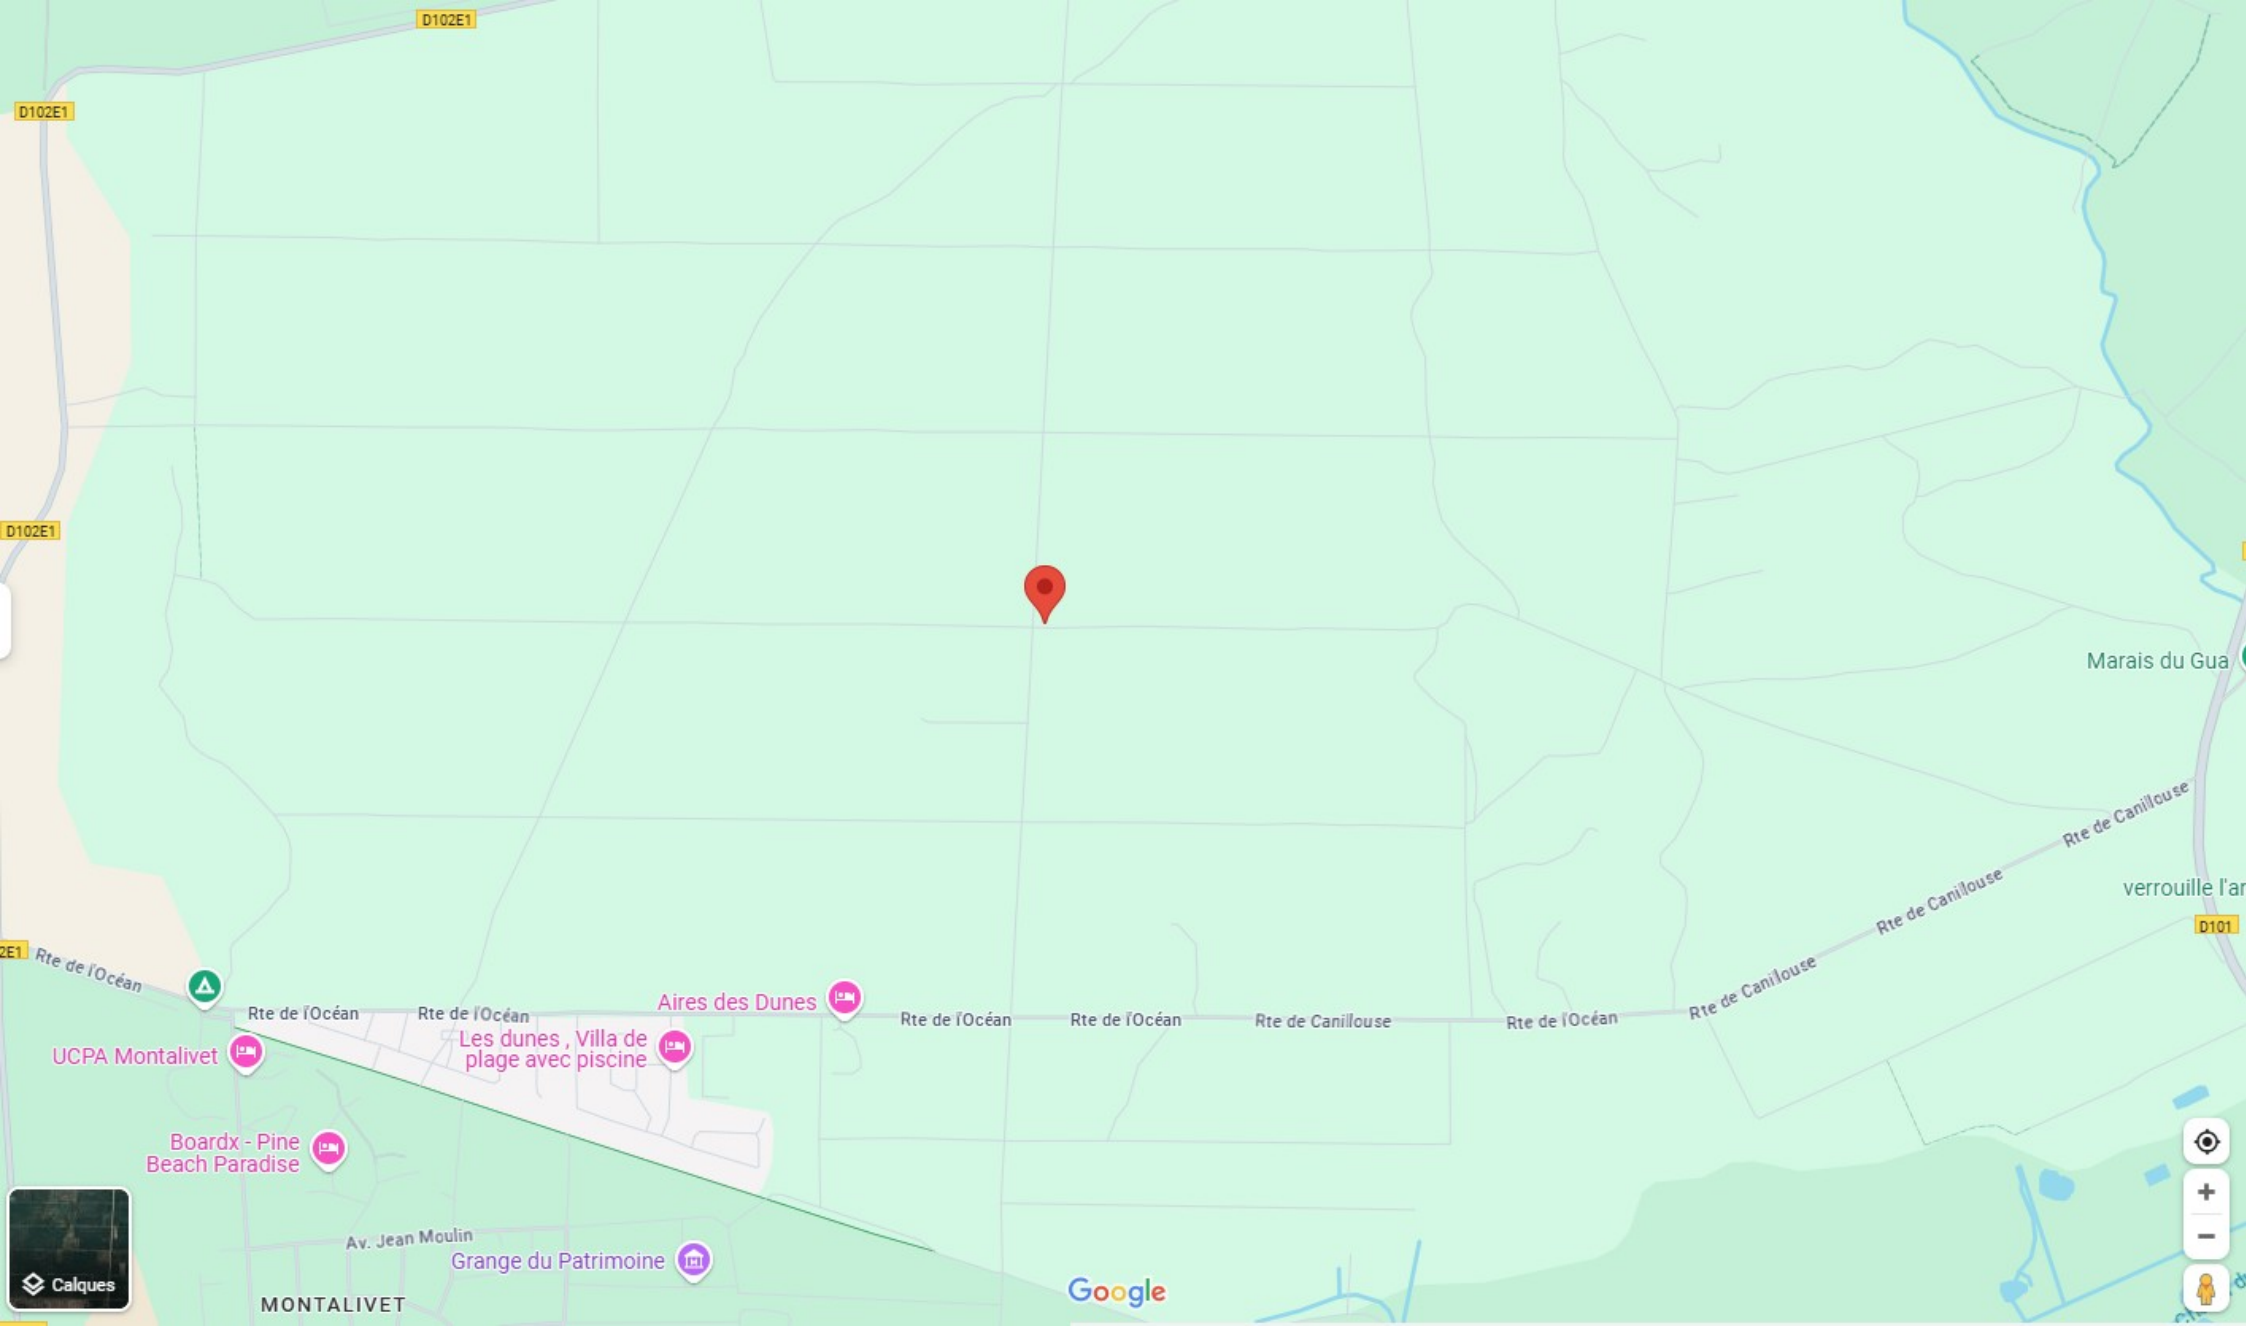 D102E1
D102E1
D102E1
Marais du Gua
Rte de Canillouse
Rte de Canillouse
verrouille l'ar
D101
2E1
Rte de l'Océan
Rte de Canillouse
Rte de l'Océan
Rte de l'Océan
Aires des Dunes
Rte de l'Océan
Rte de l'Océan
Rte de Canillouse
Rte de l'Océan
Les dunes , Villa de
plage avec piscine
UCPA Montalivet
Boardx - Pine
Beach Paradise
Av. Jean Moulin
Grange du Patrimoine
Calques
MONTALIVET
Google